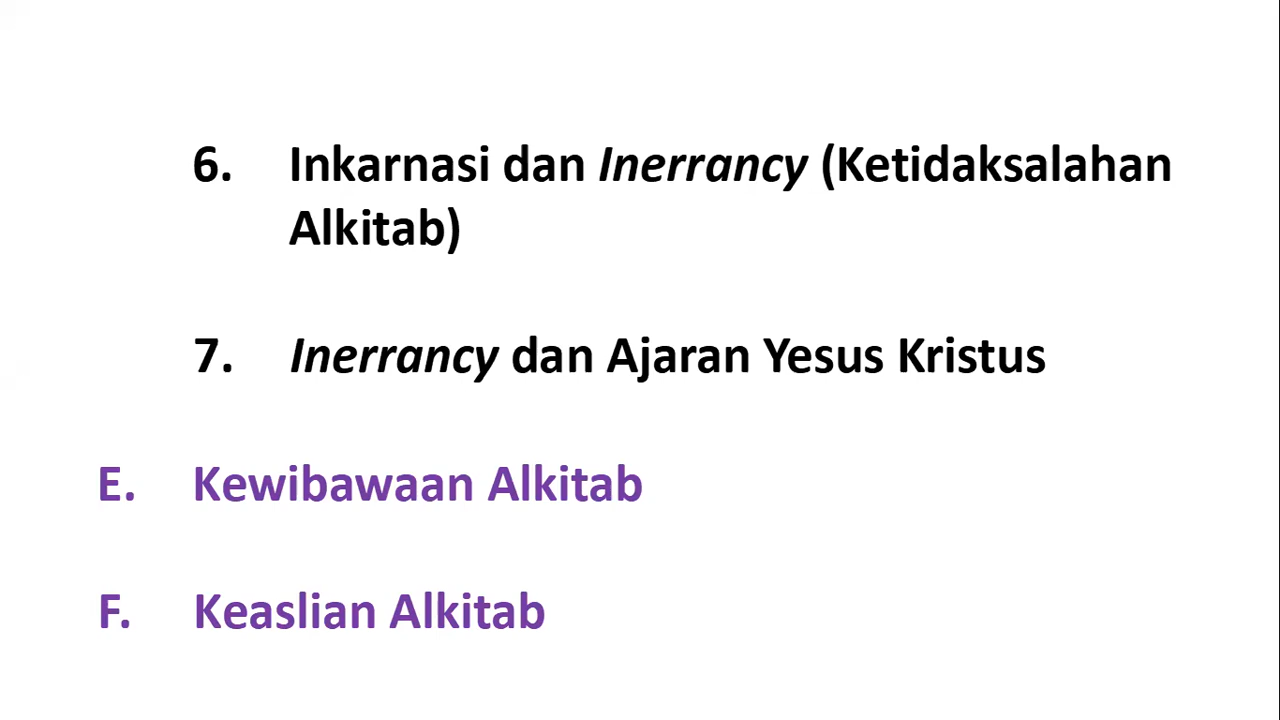 6. Inkarnasi dan Inerrancy (Ketidaksalahan
Alkitab)
7. Inerrancy dan Ajaran Yesus Kristus
E. Kewibawaan Alkitab
F. Keaslian Alkitab